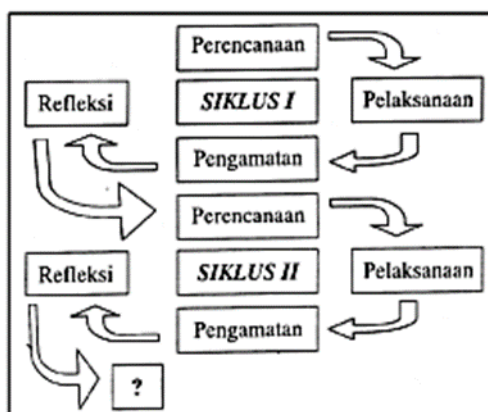 Perencanaan
Refleksi
SIKLUS I
Pelaksanaan
Pengamatan
Perencanaan
Refleksi
SIKLUS II
Pelaksanaan
Pengamatan
?